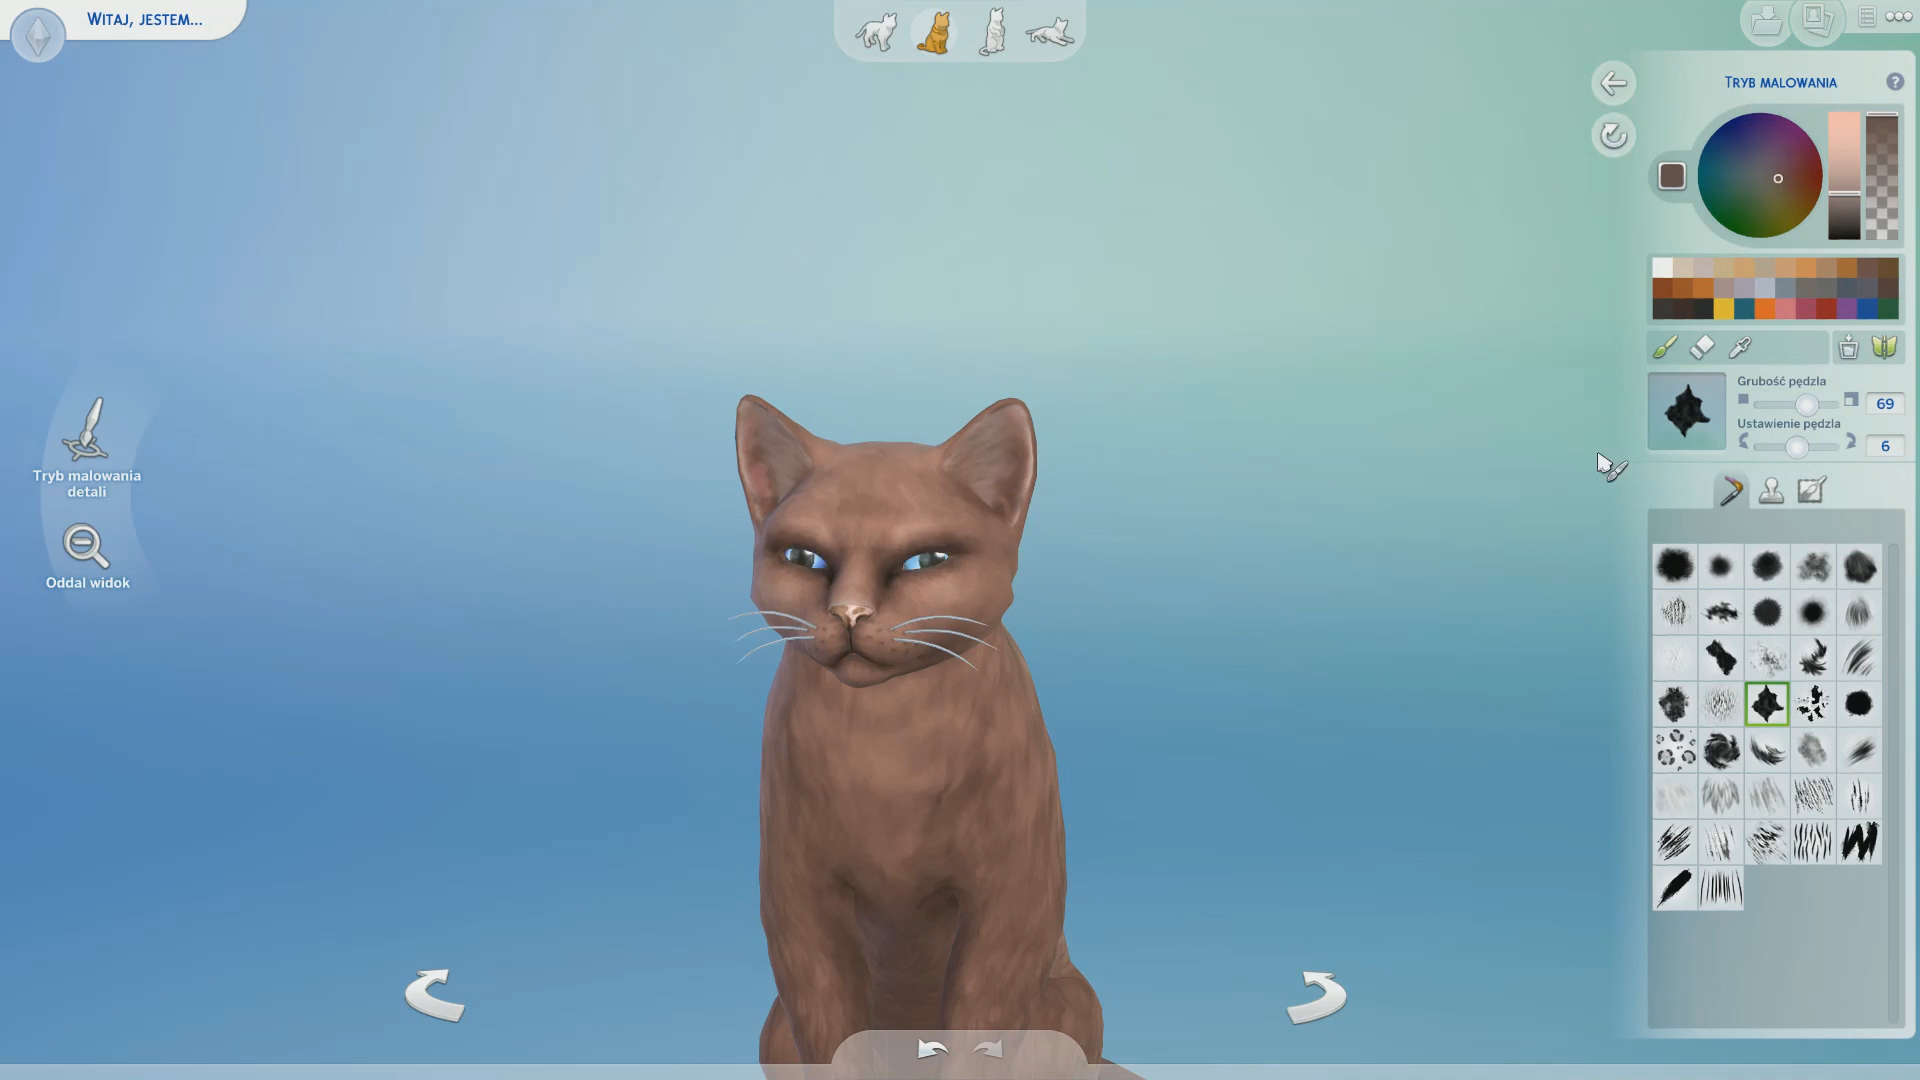 Witaj, jestem...
Tryb malowania
?
Grubość pędzla
69
Ustawienie pędzla
6
Tryb malowania
detali
Oddal widok